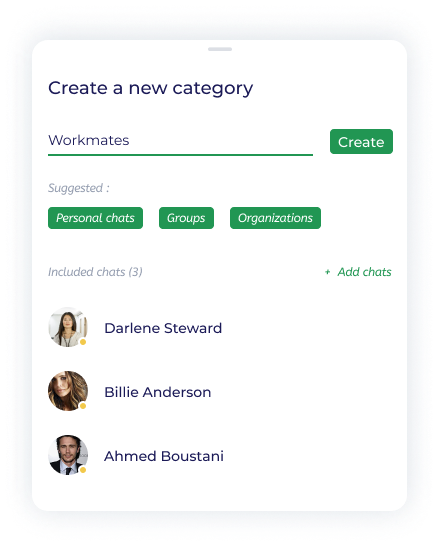 Create a new category
Workmates
Create
Suggested :
Personal chats
Groups
Organizations
Included chats (3)
+ Add chats
Darlene Steward
Billie Anderson
Ahmed Boustani